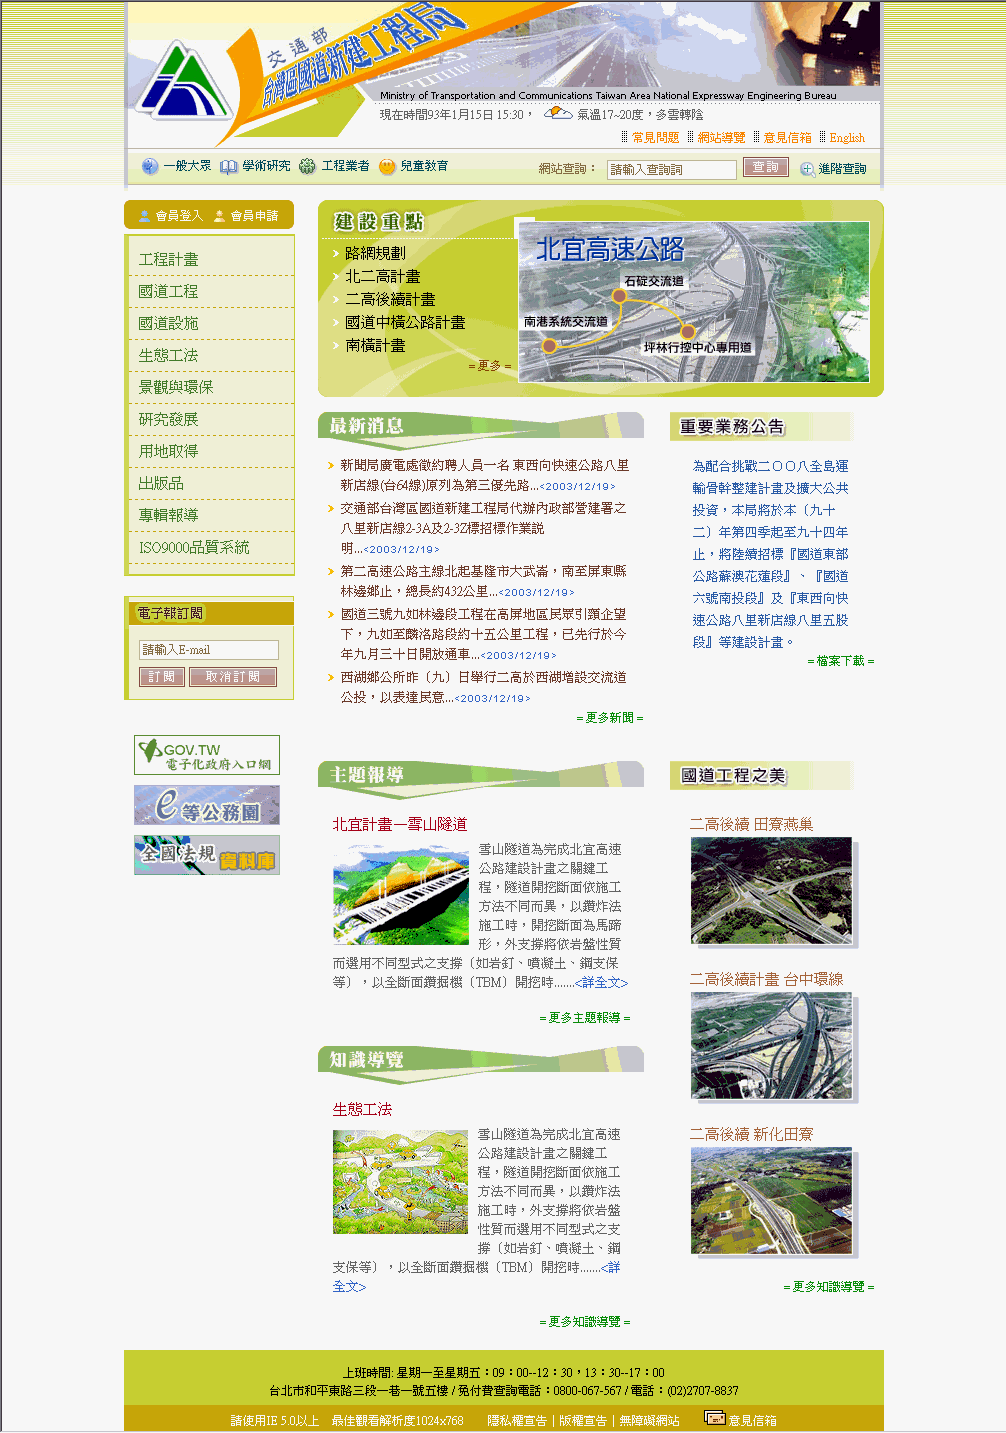 交通部
台灣區國道新建工程局
Ministry of Transportation and Communications Taiwan Area National Expressway Engineering Bureau
現在時間93年1月15日 15:30， 氣溫17~20度，多雲轉陰
常見問題 網站導覽 意見信箱 English
一般大眾 學術研究 工程業者 兒童教育 網站查詢： 請輸入查詢詞 查詢 進階查詢
會員登入 會員申請
工程計畫
國道工程
國道設施
生態工法
景觀與環保
研究發展
用地取得
出版品
專輯報導
ISO9000品質系統
電子報訂閱
請輸入E-mail
訂閱 取消訂閱
GOV.TW
電子化政府入口網
e等公務園
全國法規資料庫
建設重點
路網規劃
北二高計畫
二高後續計畫
國道中橫公路計畫
南橫計畫
= 更多 =
北宜高速公路
石碇交流道
南港系統交流道
坪林行控中心專用道
最新消息
新聞局廣電處徵約聘人員一名 東西向快速公路八里
新店線(台64線)原列為第三優先路...<2003/12/19>
交通部台灣區國道新建工程局代辦內政部營建署之
八里新店線2-3A及2-3Z標招標作業說
明...<2003/12/19>
第二高速公路主線北起基隆市大武崙，南至屏東縣
林邊鄉止，總長約432公里...<2003/12/19>
國道三號九如林邊段工程在高屏地區民眾引頸企望
下，九如至麟洛路段約十五公里工程，已先行於今
年九月三十日開放通車...<2003/12/19>
西湖鄉公所昨〔九〕日舉行二高於西湖增設交流道
公投，以表達民意...<2003/12/19>
= 更多新聞 =
重要業務公告
為配合挑戰二００八全島運
輸骨幹整建計畫及擴大公共
投資，本局將於本〔九十
二〕年第四季起至九十四年
止，將陸續招標『國道東部
公路蘇澳花蓮段』、『國道
六號南投段』及『東西向快
速公路八里新店線八里五股
段』等建設計畫。
= 檔案下載 =
主題報導
北宜計畫—雪山隧道
雪山隧道為完成北宜高速
公路建設計畫之關鍵工
程，隧道開挖斷面依施工
方法不同而異，以鑽炸法
施工時，開挖斷面為馬蹄
形，外支撐將依岩盤性質
而選用不同型式之支撐〔如岩釘、噴凝土、鋼支保
等〕，以全斷面鑽掘機〔TBM〕開挖時.......<詳全文>
= 更多主題報導 =
知識導覽
生態工法
雪山隧道為完成北宜高速
公路建設計畫之關鍵工
程，隧道開挖斷面依施工
方法不同而異，以鑽炸法
施工時，外支撐將依岩盤
性質而選用不同型式之支
撐〔如岩釘、噴凝土、鋼
支保等〕，以全斷面鑽掘機〔TBM〕開挖時.......<詳
全文>
= 更多知識導覽 =
國道工程之美
二高後續 田寮燕巢
二高後續計畫 台中環線
二高後續 新化田寮
= 更多知識導覽 =
上班時間: 星期一至星期五：09：00--12：30，13：30--17：00
台北市和平東路三段一巷一號五樓 / 免付費查詢電話：0800-067-567 / 電話：(02)2707-8837
請使用IE 5.0以上 最佳觀看解析度1024x768 隱私權宣告｜版權宣告｜無障礙網站 意見信箱